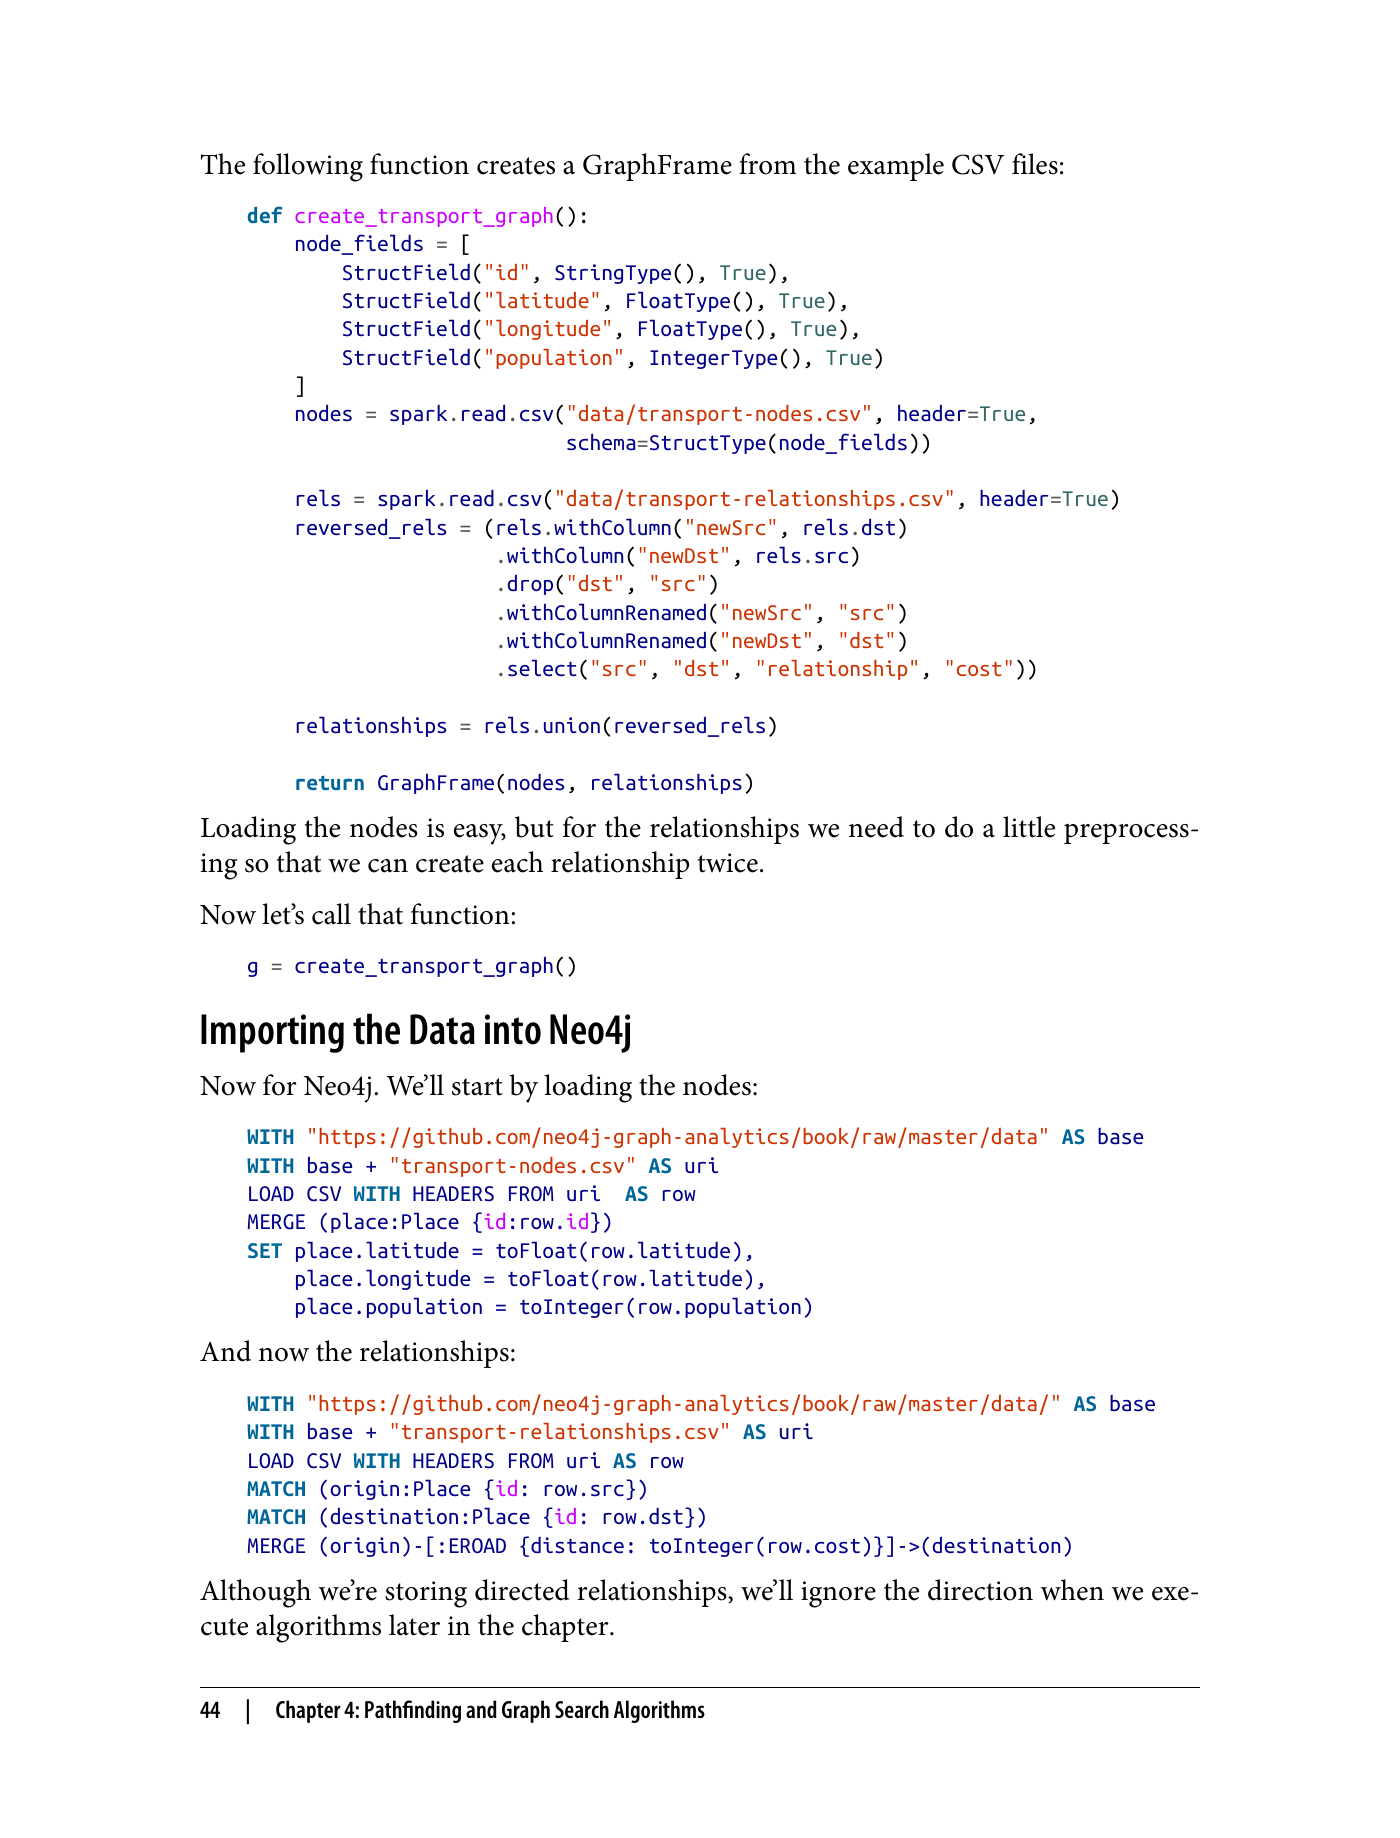 The following function creates a GraphFrame from the example CSV files:
def create_transport_graph():
    node_fields = [
        StructField("id", StringType(), True),
        StructField("latitude", FloatType(), True),
        StructField("longitude", FloatType(), True),
        StructField("population", IntegerType(), True)
    ]
    nodes = spark.read.csv("data/transport-nodes.csv", header=True,
                           schema=StructType(node_fields))
    rels = spark.read.csv("data/transport-relationships.csv", header=True)
    reversed_rels = (rels.withColumn("newSrc", rels.dst)
                     .withColumn("newDst", rels.src)
                     .drop("dst", "src")
                     .withColumnRenamed("newSrc", "src")
                     .withColumnRenamed("newDst", "dst")
                     .select("src", "dst", "relationship", "cost"))
    relationships = rels.union(reversed_rels)
    return GraphFrame(nodes, relationships)
Loading the nodes is easy, but for the relationships we need to do a little preprocess-
ing so that we can create each relationship twice.
Now let’s call that function:
g = create_transport_graph()
Importing the Data into Neo4j
Now for Neo4j. We’ll start by loading the nodes:
WITH "https://github.com/neo4j-graph-analytics/book/raw/master/data" AS base
WITH base + "transport-nodes.csv" AS uri
LOAD CSV WITH HEADERS FROM uri  AS row
MERGE (place:Place {id:row.id})
SET place.latitude = toFloat(row.latitude),
    place.longitude = toFloat(row.latitude),
    place.population = toInteger(row.population)
And now the relationships:
WITH "https://github.com/neo4j-graph-analytics/book/raw/master/data/" AS base
WITH base + "transport-relationships.csv" AS uri
LOAD CSV WITH HEADERS FROM uri AS row
MATCH (origin:Place {id: row.src})
MATCH (destination:Place {id: row.dst})
MERGE (origin)-[:EROAD {distance: toInteger(row.cost)}]->(destination)
Although we’re storing directed relationships, we’ll ignore the direction when we exe-
cute algorithms later in the chapter.
44 | Chapter 4: Pathfinding and Graph Search Algorithms